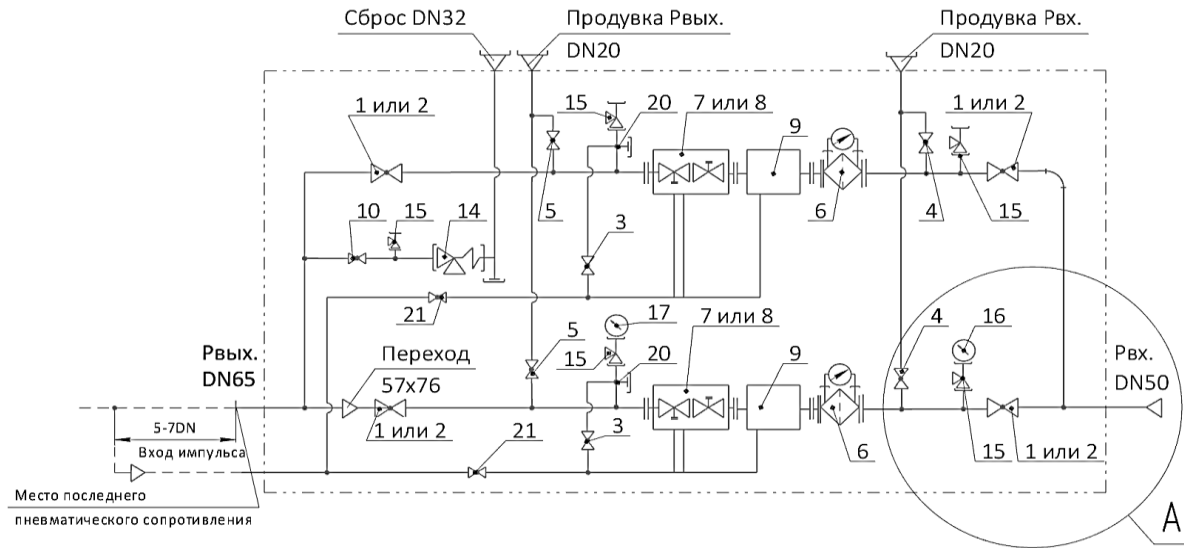 Сброс DN32
Продувка Рвых.
DN20
Продувка Рвх.
DN20
1 или 2
15
20
7 или 8
9
1 или 2
5
6
4
15
10
15
14
3
21
17
7 или 8
9
4
16
Рвых.
DN65
Переход
57х76
5
15
20
Рвх.
DN50
1 или 2
21
3
6
15
1 или 2
5-7DN
Вход импульса
Место последнего
пневматического сопротивления
А